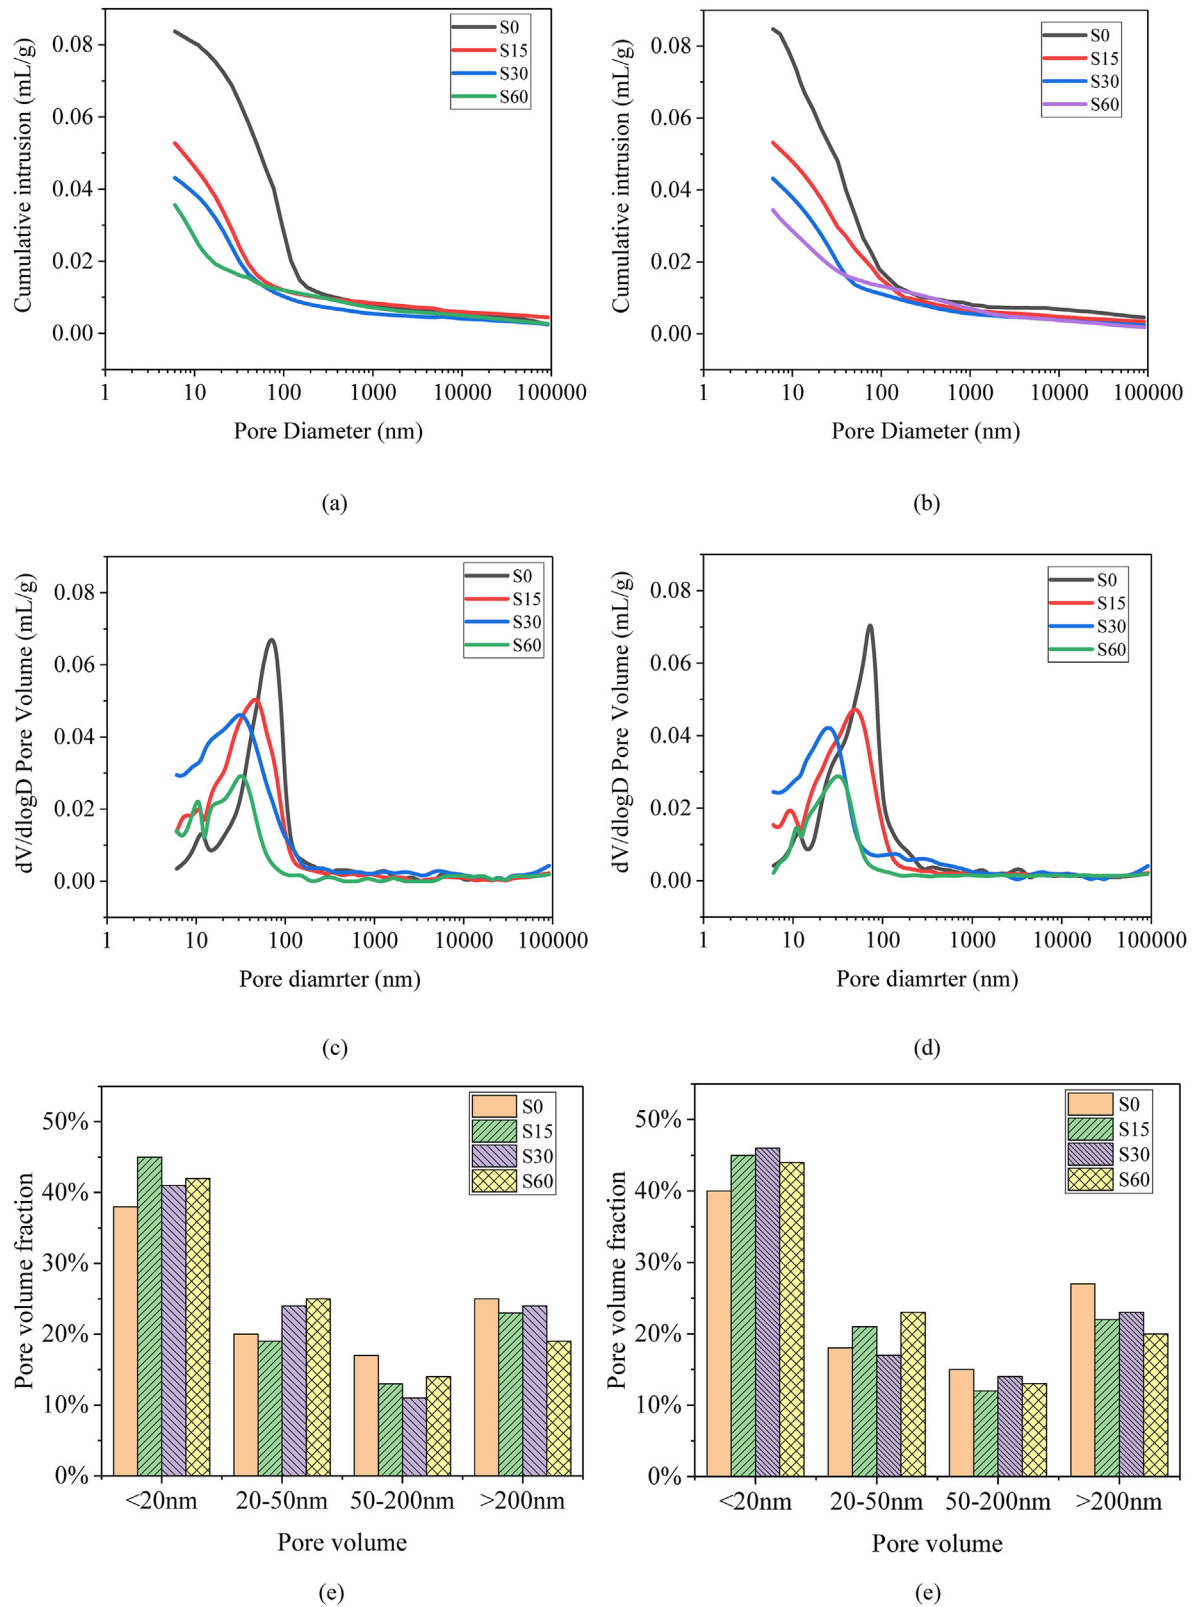 Cumulative intrusion (mL/g)
0.08
0.06
0.04
0.02
0.00
S0
S15
S30
S60
1 10 100 1000 10000 100000
Pore Diameter (nm)
(a)
Cumulative intrusion (mL/g)
0.08
0.06
0.04
0.02
0.00
S0
S15
S30
S60
1 10 100 1000 10000 100000
Pore Diameter (nm)
(b)
dV/dlogD Pore Volume (mL/g)
0.08
0.06
0.04
0.02
0.00
S0
S15
S30
S60
1 10 100 1000 10000 100000
Pore diamrter (nm)
(c)
dV/dlogD Pore Volume (mL/g)
0.08
0.06
0.04
0.02
0.00
S0
S15
S30
S60
1 10 100 1000 10000 100000
Pore diamrter (nm)
(d)
Pore volume fraction
50%
40%
30%
20%
10%
0%
S0
S15
S30
S60
<20nm 20-50nm 50-200nm >200nm
Pore volume
(e)
Pore volume fraction
50%
40%
30%
20%
10%
0%
S0
S15
S30
S60
<20nm 20-50nm 50-200nm >200nm
Pore volume
(e)